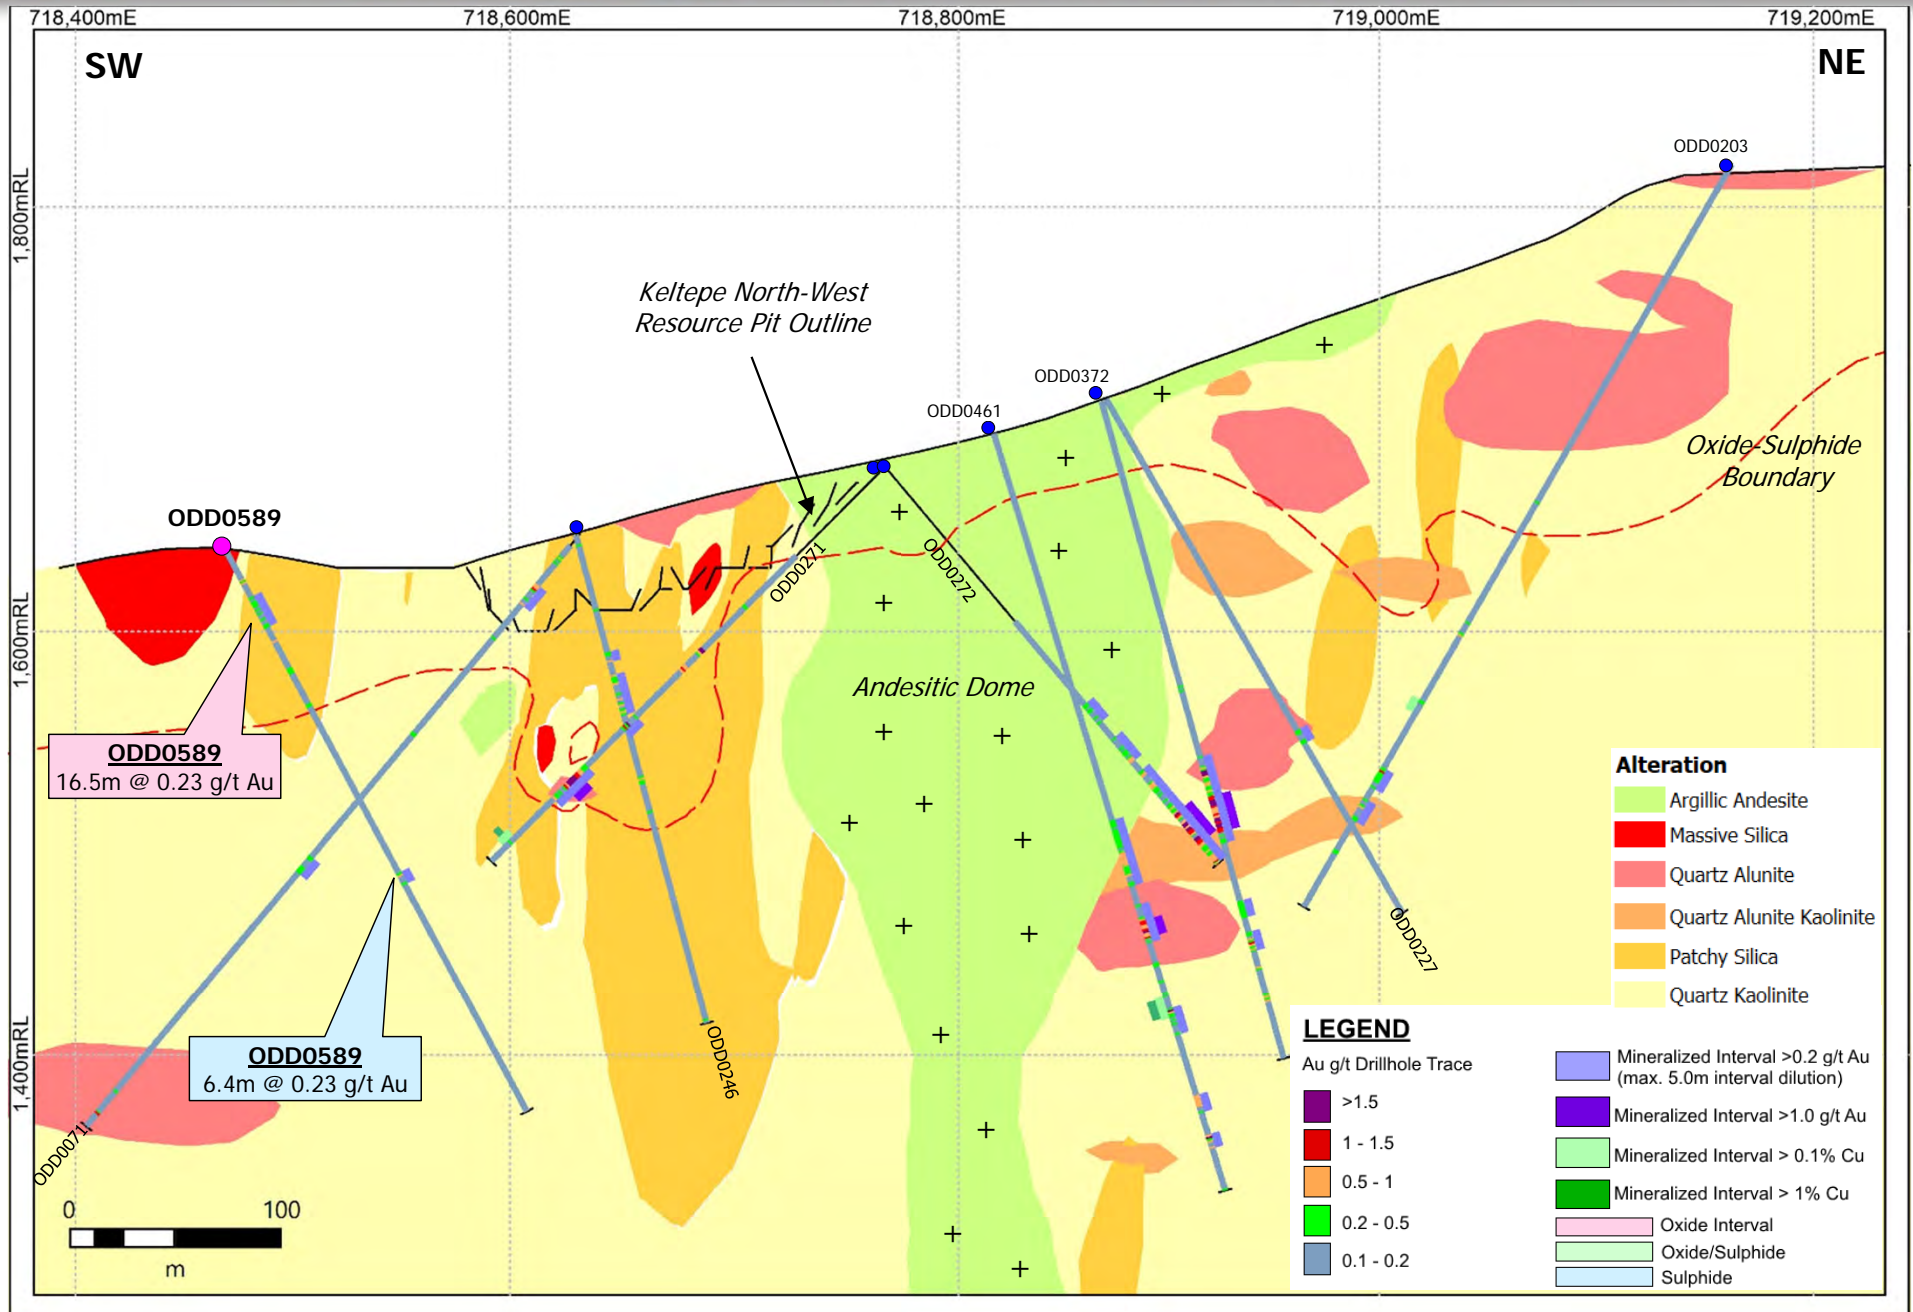 718,400mE
718,600mE
718,800mE
719,000mE
719,200mE
SW
NE
ODD0203
1,800mRL
Keltepe North-West
Resource Pit Outline
ODD0372
ODD0461
Oxide-Sulphide
Boundary
ODD0589
ODD0271
ODD0272
1,600mRL
Andesitic Dome
ODD0589
16.5m @ 0.23 g/t Au
Alteration
Argillic Andesite
Massive Silica
Quartz Alunite
Quartz Alunite Kaolinite
Patchy Silica
Quartz Kaolinite
ODD0227
1,400mRL
ODD0589
6.4m @ 0.23 g/t Au
ODD0246
ODD0071
0 100
m
LEGEND
Au g/t Drillhole Trace
>1.5
1 - 1.5
0.5 - 1
0.2 - 0.5
0.1 - 0.2
Mineralized Interval >0.2 g/t Au
(max. 5.0m interval dilution)
Mineralized Interval >1.0 g/t Au
Mineralized Interval > 0.1% Cu
Mineralized Interval > 1% Cu
Oxide Interval
Oxide/Sulphide
Sulphide